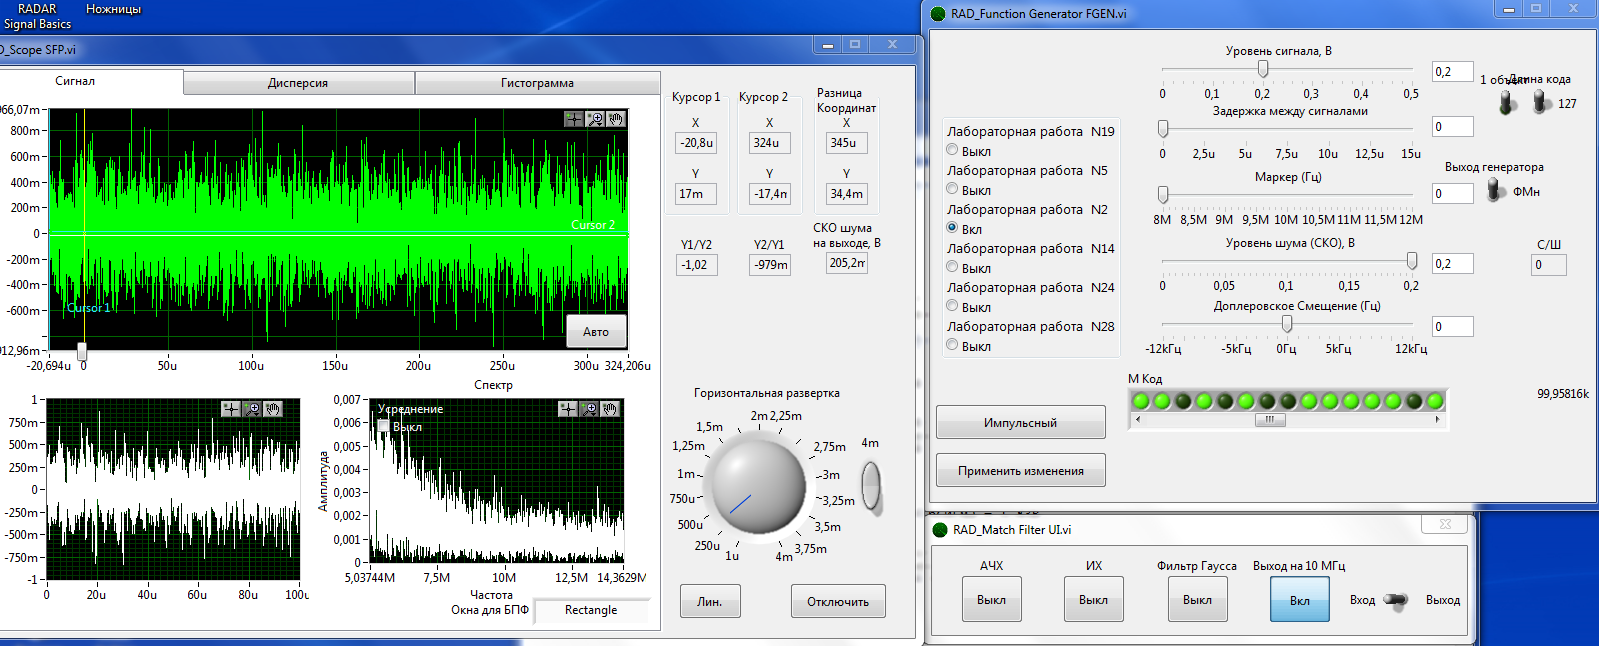 RADAR
Signal Basics
Ножницы
D_Scope SFP.vi
Сигнал
Дисперсия
Гистограмма
966,07m
800m
600m
400m
200m
0
-200m
-400m
-600m
912,96m
Cursor 2
Cursor 1
Авто
-20,694u 0 50u 100u 150u 200u 250u 300u 324,206u
Спектр
1
750m
500m
250m
0
-250m
-500m
-750m
-1
0 20u 40u 60u 80u 100u
Амплитуда
0,007
0,006
0,005
0,004
0,003
0,002
0,001
0
Усреднение
Выкл
5,03744M 7,5M 10M 12,5M 14,3629M
Частота
Окна для БПФ Rectangle
Курсор 1
X
-20,8u
Y
17m
Курсор 2
X
324u
Y
-17,4m
Разница
Координат
X
345u
Y
34,4m
Y1/Y2
-1,02
Y2/Y1
-979m
СКО шума
на выходе, В
205,2m
Горизонтальная развертка
2m 2,25m
1,5m 2,75m
1,25m 3m
1m 3,25m
750u 3,5m
500u 3,75m
250u 4m
1u
4m
Лин.
Отключить
RAD_Function Generator FGEN.vi
Лабораторная работа N19
Выкл
Лабораторная работа N5
Выкл
Лабораторная работа N2
Вкл
Лабораторная работа N14
Выкл
Лабораторная работа N24
Выкл
Лабораторная работа N28
Выкл
Уровень сигнала, В
0,2
0 0,1 0,2 0,3 0,4 0,5
Задержка между сигналами
0
0 2,5u 5u 7,5u 10u 12,5u 15u
Маркер (Гц)
0
8M 8,5M 9M 9,5M 10M 10,5M 11M 11,5M 12M
Уровень шума (СКО), В
0,2
0 0,05 0,1 0,15 0,2
Доплеровское Смещение (Гц)
0
-12kГц -5kГц 0Гц 5kГц 12kГц
1 объект
Длина кода
127
Выход генератора
ФМн
С/Ш
0
М Код
99,95816k
Импульсный
Применить изменения
RAD_Match Filter UI.vi
АЧХ
Выкл
ИХ
Выкл
Фильтр Гаусса
Выкл
Выход на 10 МГц
Вкл
Вход
Выход